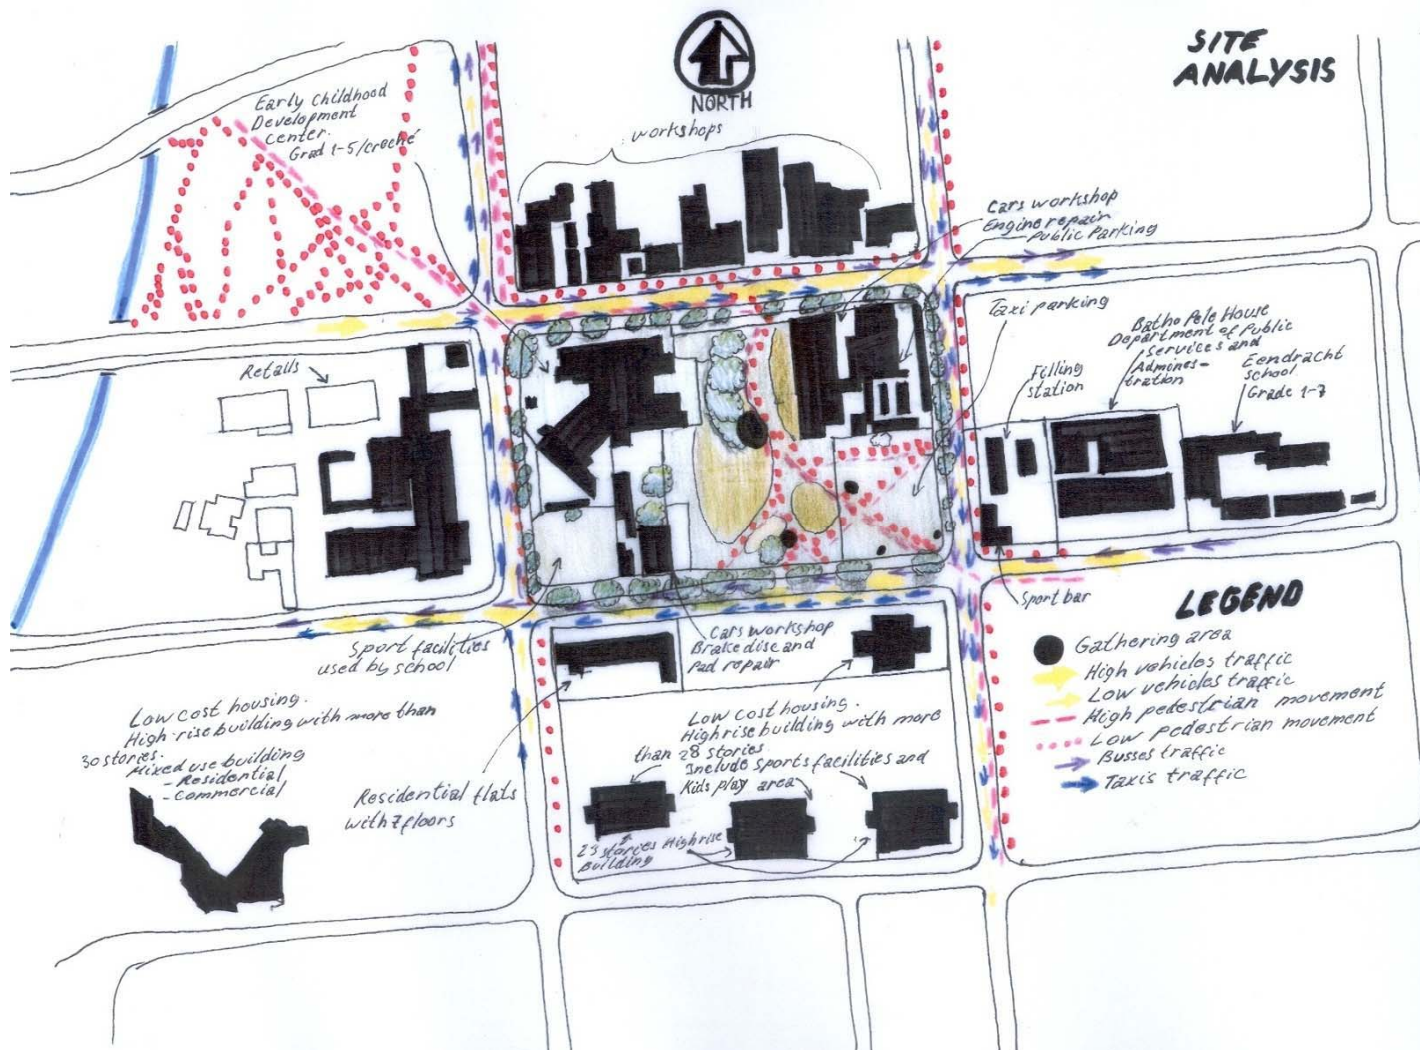 SITE
ANALYSIS
NORTH
workshops
Early childhood
Development
Center.
Grad 1-5/creché
Cars workshop
Engine repair
Public Parking
Taxi parking
Batho Pele House
Department of Public
Services and
Admones-
tration
Filling
station
Eendracht
School
Grade 1-7
Retails
Sport bar
Sport facilities
used by school
Cars workshop
Brake disc and
Pad repair
LEGEND
Gathering area
High vehicles traffic
Low vehicles traffic
High pedestrian movement
Low pedestrian movement
Busses traffic
Taxis traffic
Low cost housing.
High-rise building with more than
30 stories.
Mixed use building
- Residential
- Commercial
Residential flats
with 7 floors
Low cost housing.
High rise building with more
than 28 stories
Include sports facilities and
Kids play area
23 stories High rise
Building